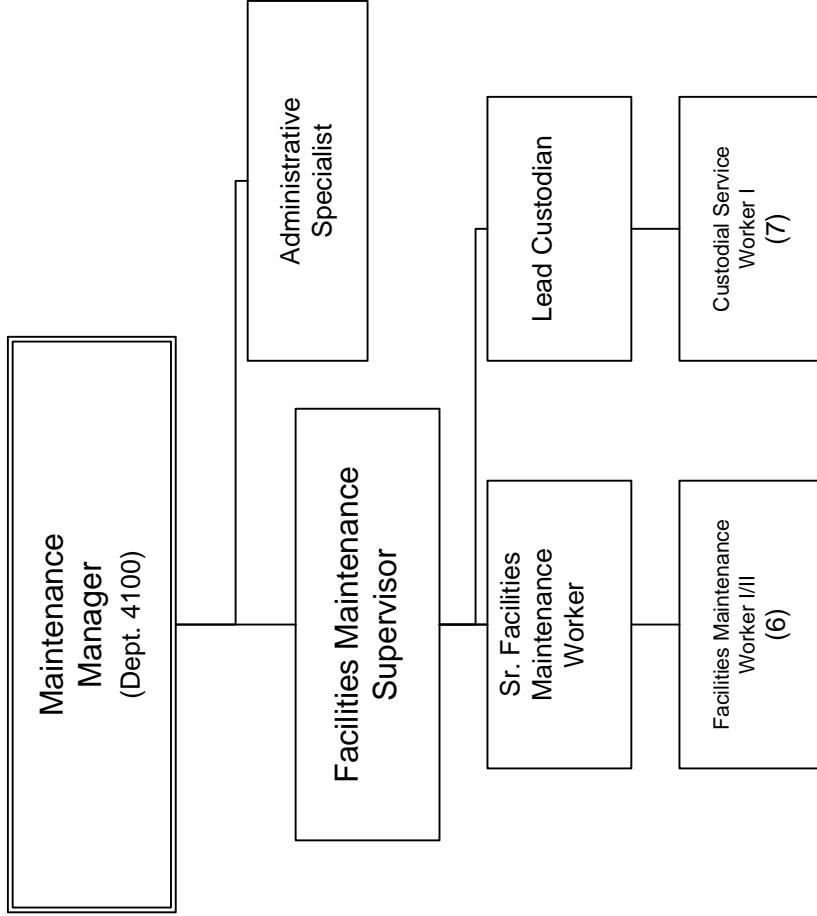 Maintenance
Manager
(Dept. 4100)
Administrative
Specialist
Facilities Maintenance
Supervisor
Sr. Facilities
Maintenance
Worker
Lead Custodian
Facilities Maintenance
Worker I/II
(6)
Custodial Service
Worker I
(7)